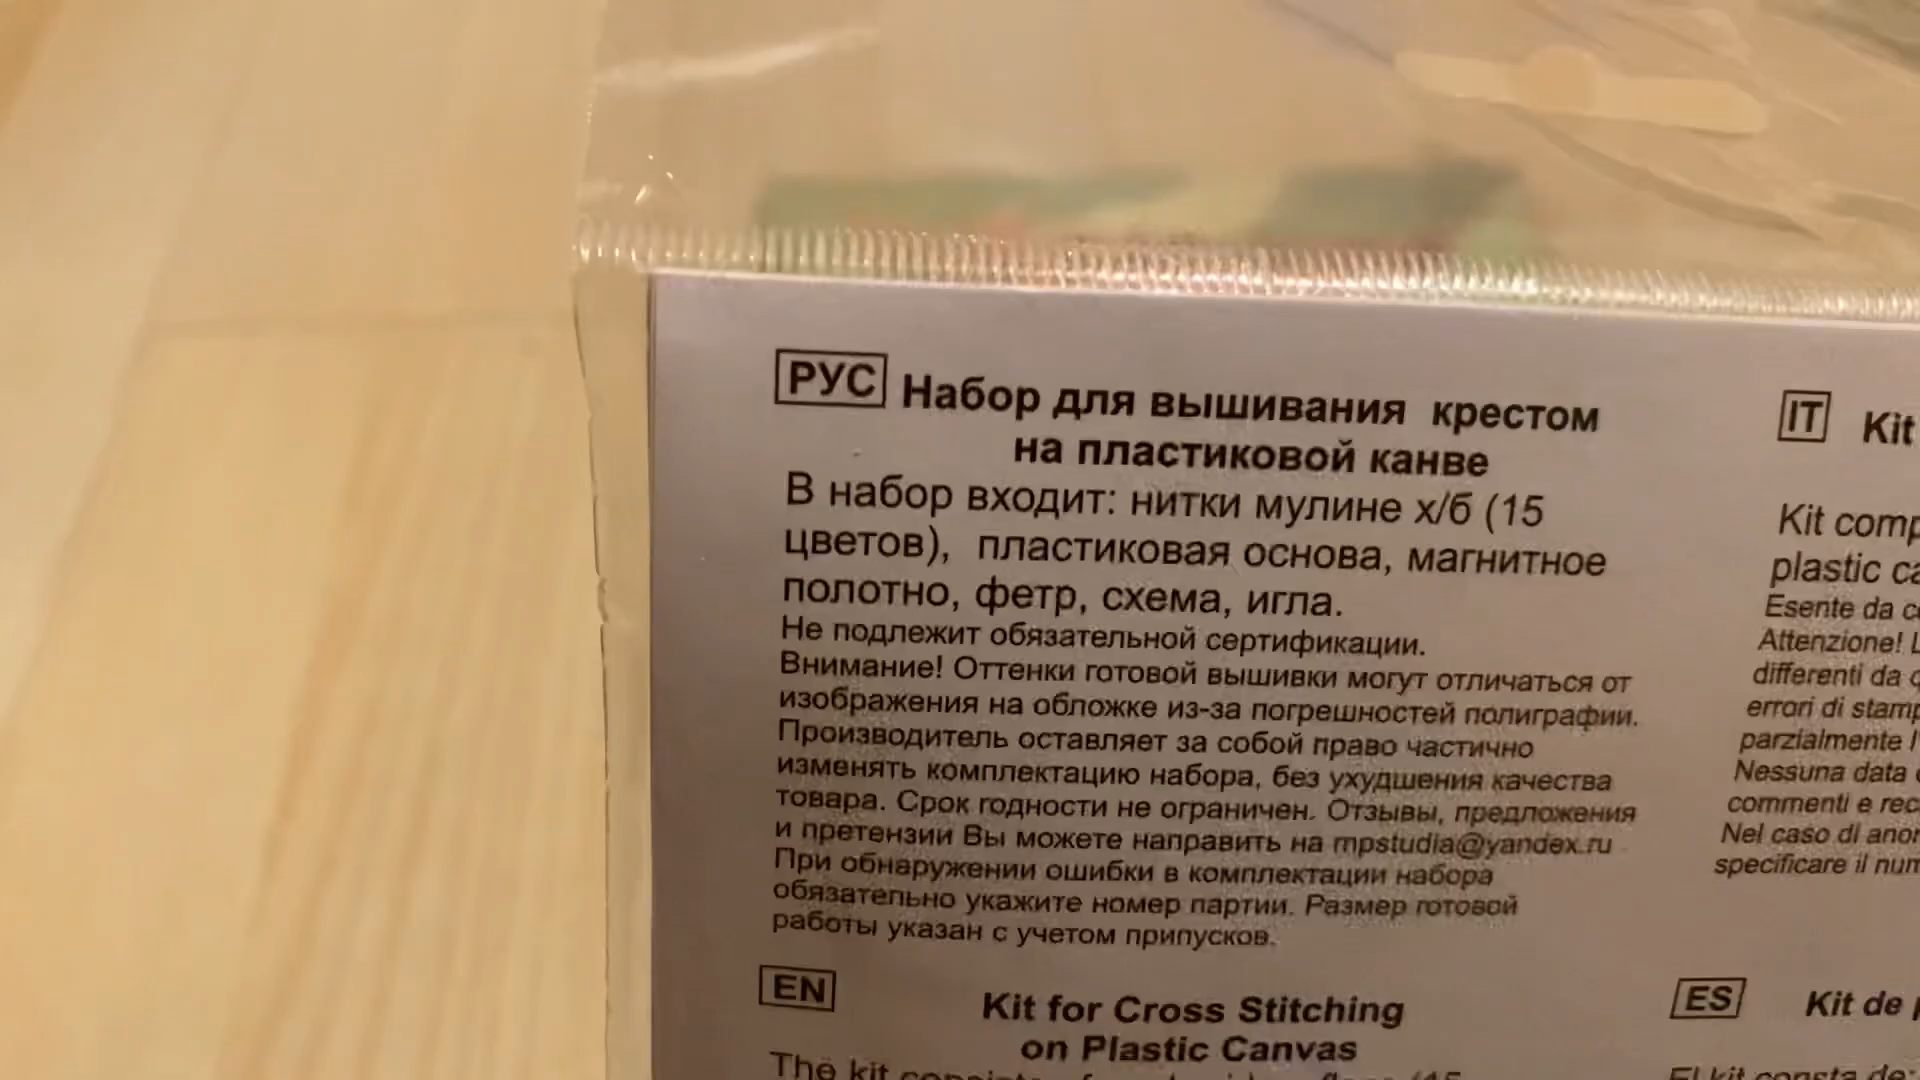 РУС Набор для вышивания крестом
на пластиковой канве
В набор входит: нитки мулине х/б (15
цветов), пластиковая основа, магнитное
полотно, фетр, схема, игла.
Не подлежит обязательной сертификации.
Внимание! Оттенки готовой вышивки могут отличаться от
изображения на обложке из-за погрешностей полиграфии.
Производитель оставляет за собой право частично
изменять комплектацию набора, без ухудшения качества
товара. Срок годности не ограничен. Отзывы, предложения
и претензии Вы можете направить на mpstudia@yandex.ru
При обнаружении ошибки в комплектации набора
обязательно укажите номер партии. Размер готовой
работы указан с учетом припусков.
EN Kit for Cross Stitching
on Plastic Canvas
The kit
IT Kit
Kit comp
plastic ca
Esente da c
Attenzione! L
differenti da
errori di stamp
parzialmente l'
Nessuna data
commenti e rec
Nel caso di anor
specificare il num
ES Kit de
El kit consta de: